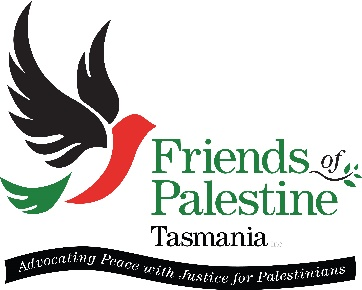 Friends of
Palestine
Tasmania
Advocating Peace with Justice for Palestinians